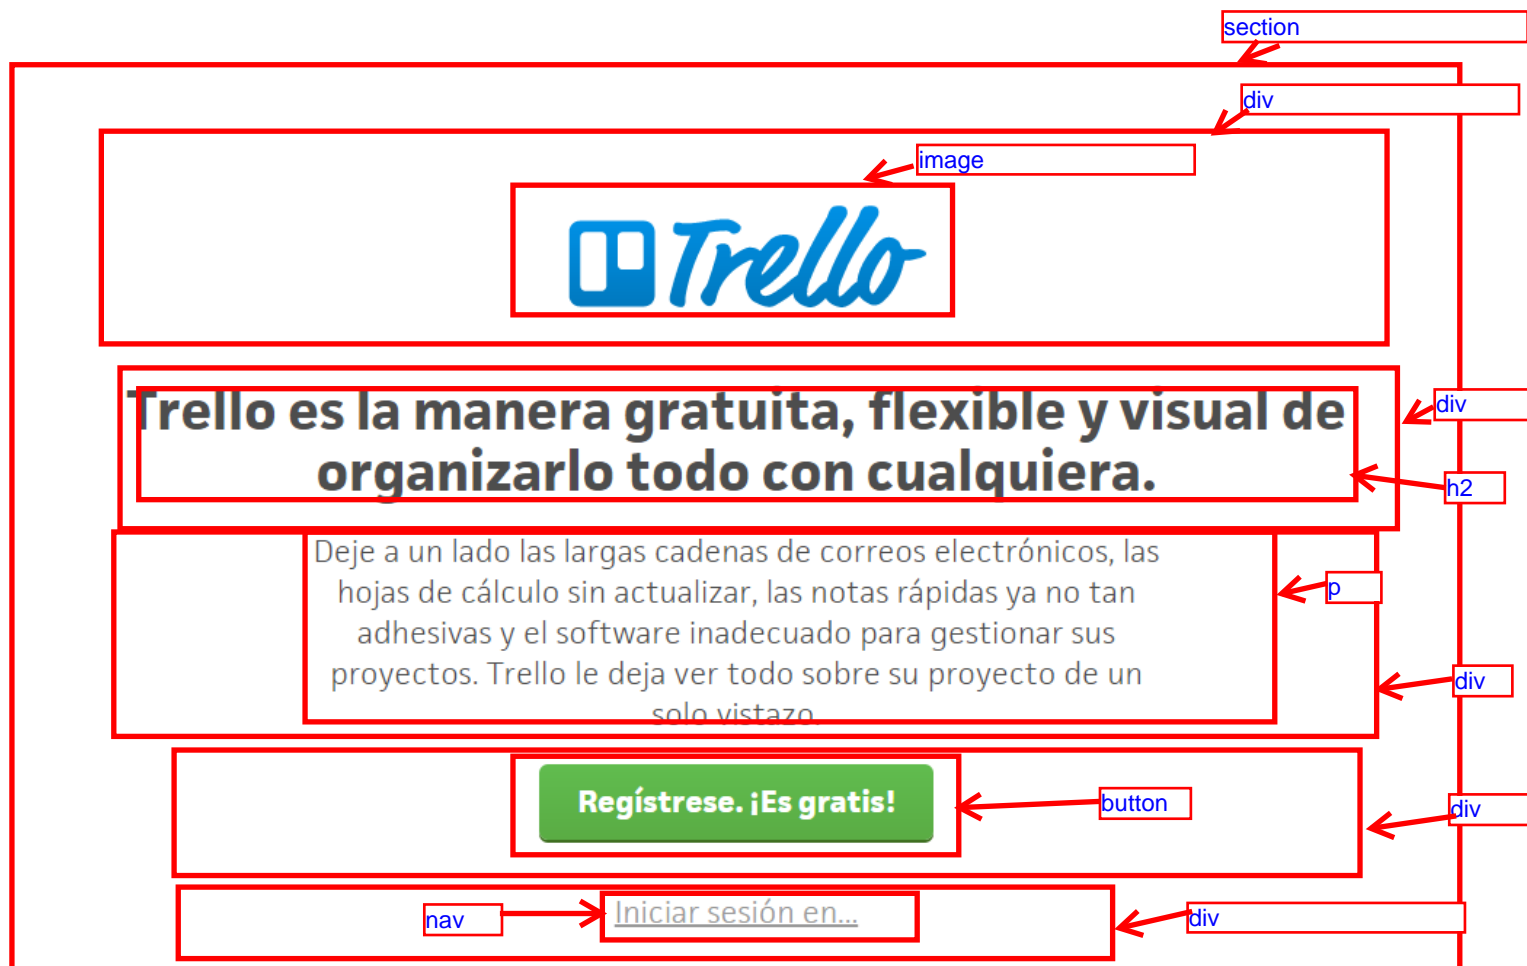 section
div
image
Trello
Trello es la manera gratuita, flexible y visual de
organizarlo todo con cualquiera.
div
h2
Deje a un lado las largas cadenas de correos electrónicos, las
hojas de cálculo sin actualizar, las notas rápidas ya no tan
adhesivas y el software inadecuado para gestionar sus
proyectos. Trello le deja ver todo sobre su proyecto de un
solo vistazo.
p
div
Regístrese. ¡Es gratis!
button
div
nav
Iniciar sesión en...
div